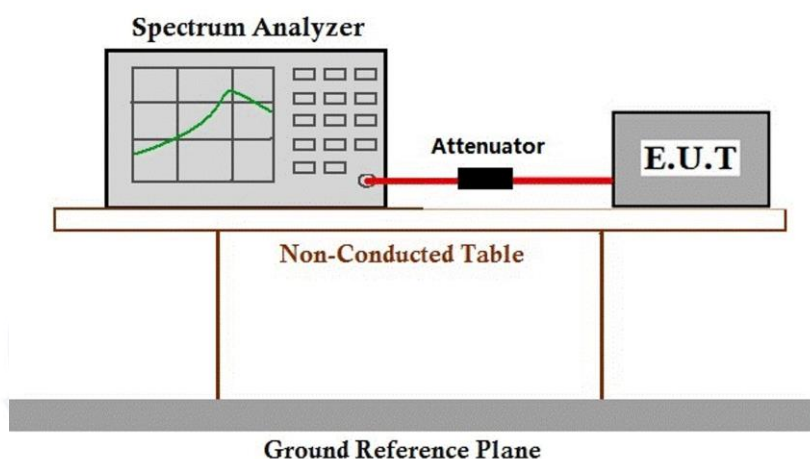 Spectrum Analyzer
Attenuator
E.U.T
Non-Conducted Table
Ground Reference Plane